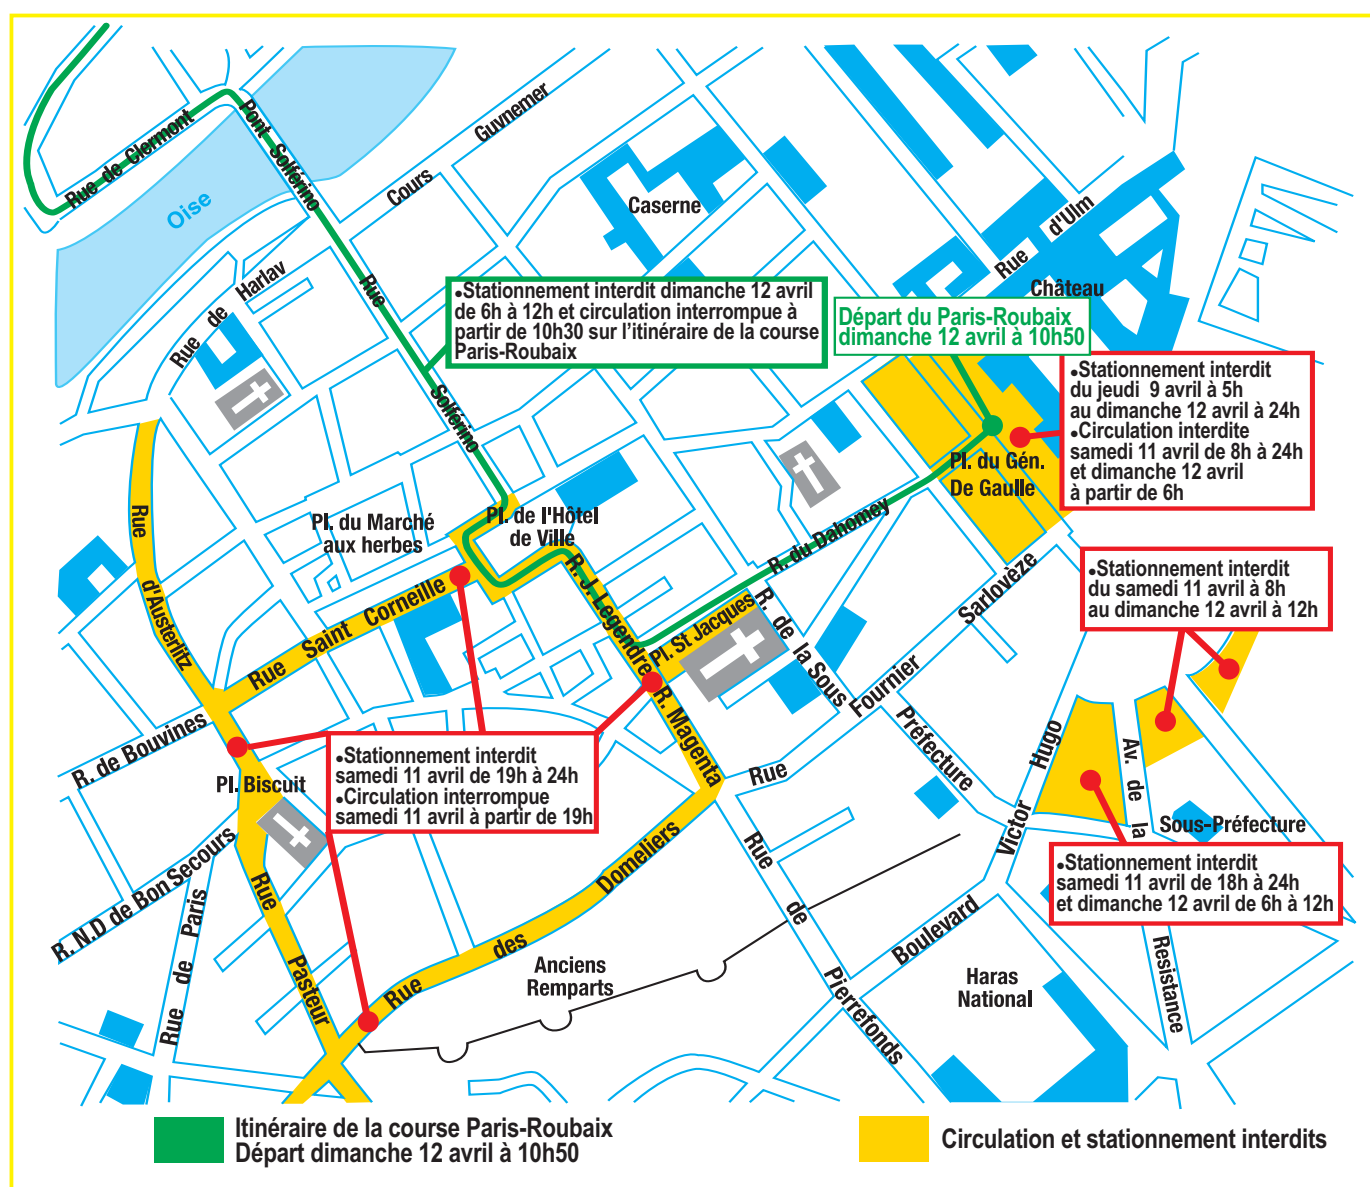 Rue de Clermont
Pont Solférino
Oise
Cours
Guvnemer
Caserne
Rue
d'Ulm
Château
Rue de Harlav
Rue
Solférino
•Stationnement interdit dimanche 12 avril
de 6h à 12h et circulation interrompue à
partir de 10h30 sur l'itinéraire de la course
Paris-Roubaix
Départ du Paris-Roubaix
dimanche 12 avril à 10h50
•Stationnement interdit
du jeudi 9 avril à 5h
au dimanche 12 avril à 24h
•Circulation interdite
samedi 11 avril de 8h à 24h
et dimanche 12 avril
à partir de 6h
Pl. du Gén.
De Gaulle
Pl. du Marché
aux herbes
Pl. de l'Hôtel
de Ville
Rue
d'Austerlitz
Rue Saint Corneille
R. J. Legendre
R. du Dahomey
Pl. St Jacques
R. de la Sous
Préfecture
Sarlovèze
Fournier
Rue
•Stationnement interdit
du samedi 11 avril à 8h
au dimanche 12 avril à 12h
R. Magenta
R. de Bouvines
Pl. Biscuit
•Stationnement interdit
samedi 11 avril de 19h à 24h
•Circulation interrompue
samedi 11 avril à partir de 19h
Victor
Hugo
Av. de la
Resistance
Sous-Préfecture
•Stationnement interdit
samedi 11 avril de 18h à 24h
et dimanche 12 avril de 6h à 12h
R. N.D de Bon Secours
Rue de Paris
Rue
Pasteur
Rue des Domeliers
Rue de Pierrefonds
Boulevard
Anciens
Remparts
Haras
National
Itinéraire de la course Paris-Roubaix
Départ dimanche 12 avril à 10h50
Circulation et stationnement interdits